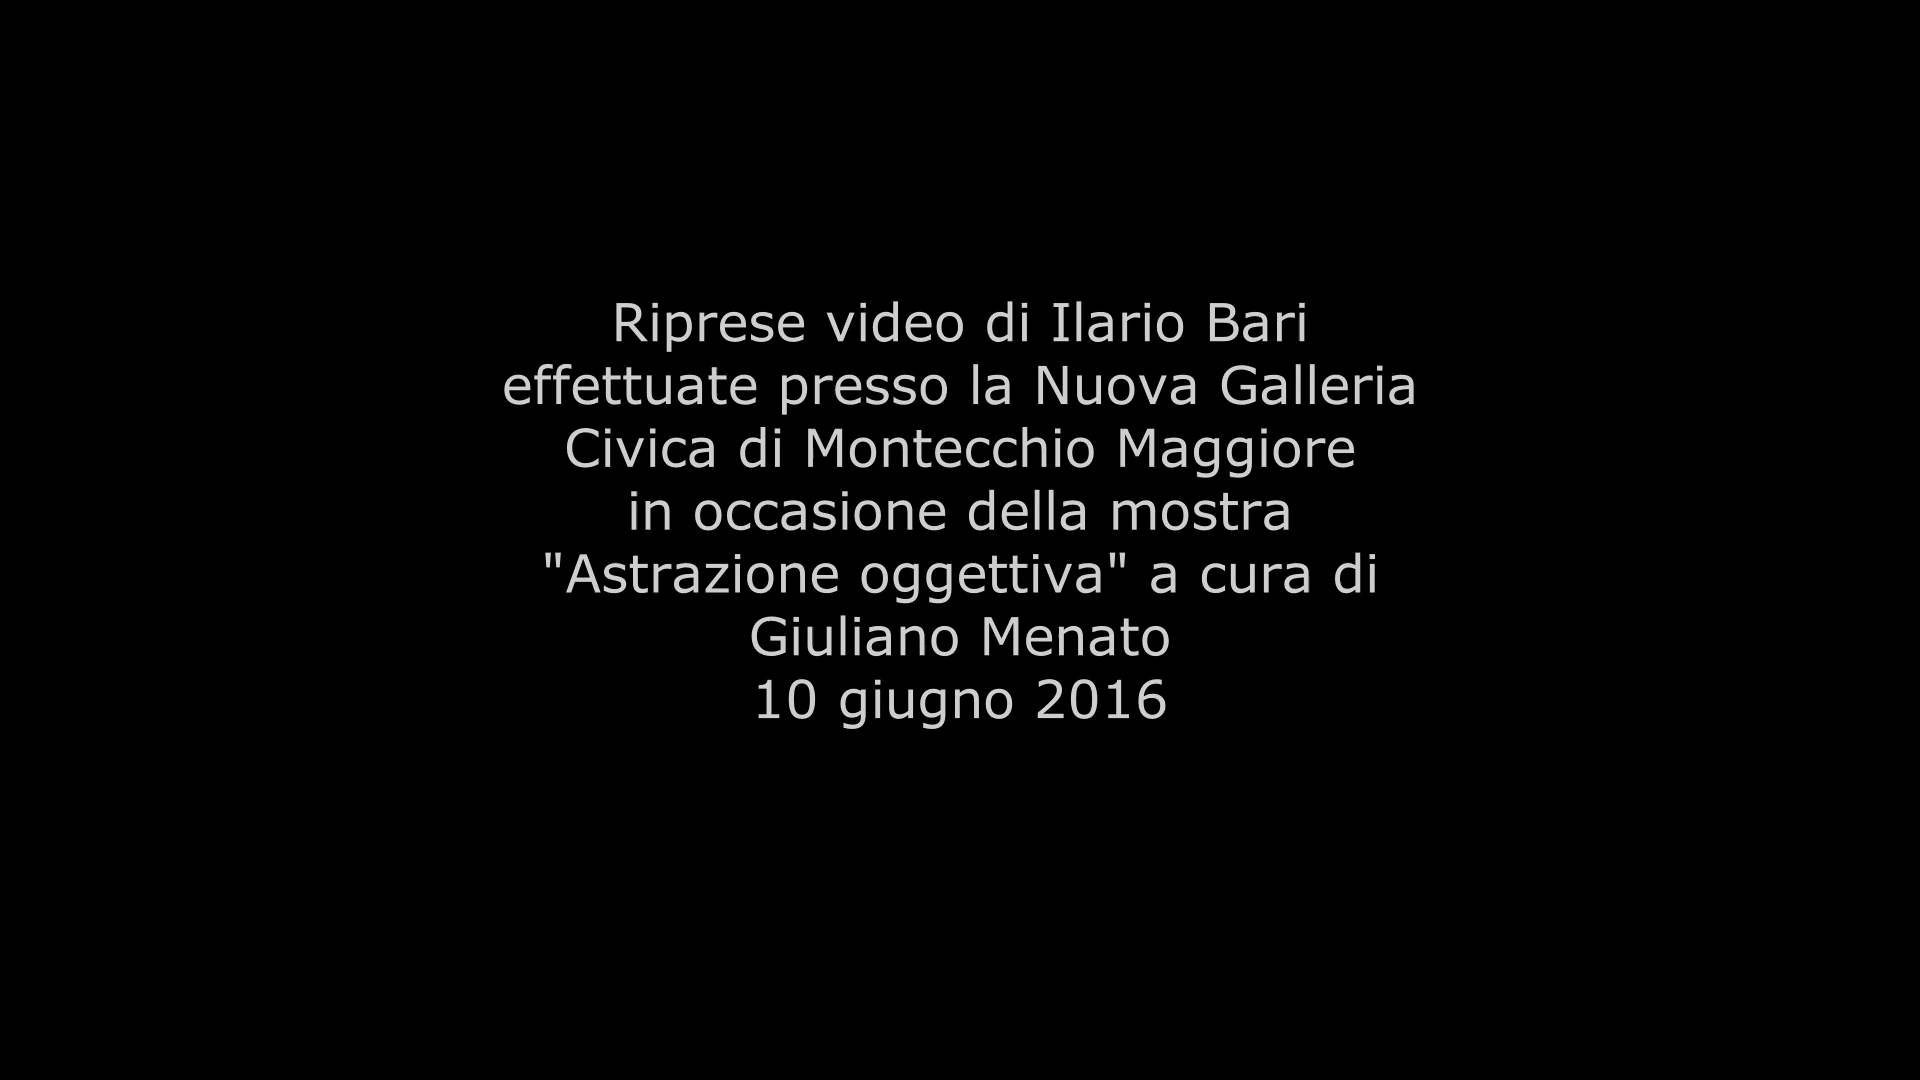 Riprese video di Ilario Bari
effettuate presso la Nuova Galleria
Civica di Montecchio Maggiore
in occasione della mostra
"Astrazione oggettiva" a cura di
Giuliano Menato
10 giugno 2016